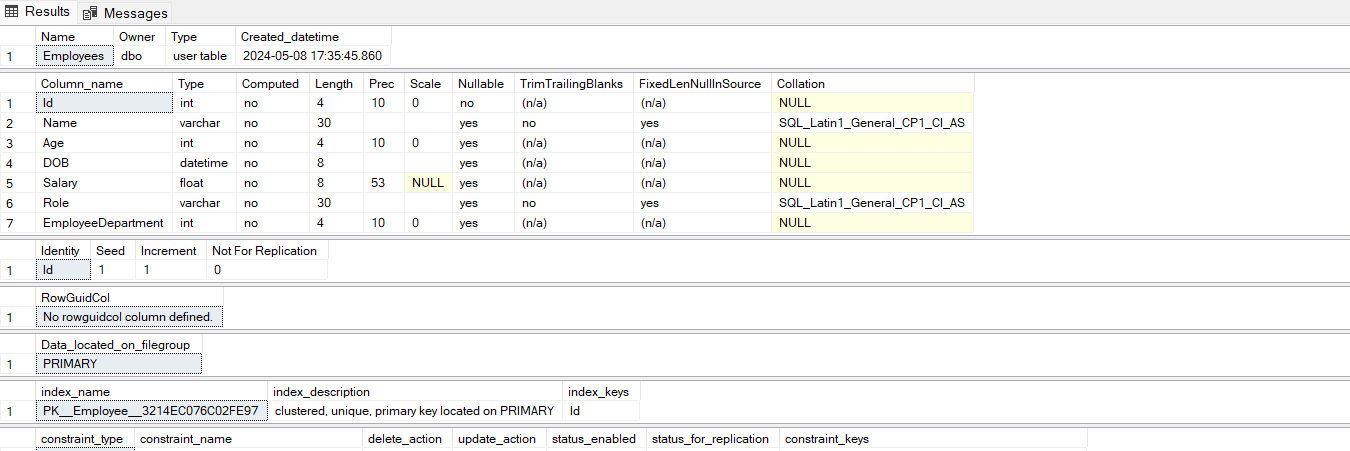 Results Messages
Name Owner Type Created_datetime
1 Employees dbo user table 2024-05-08 17:35:45.860
Column_name Type Computed Length Prec Scale Nullable TrimTrailingBlanks FixedLenNullInSource Collation
1 Id int no 4 10 0 no (n/a) (n/a) NULL
2 Name varchar no 30 yes no yes SQL_Latin1_General_CP1_CI_AS
3 Age int no 4 10 0 yes (n/a) (n/a) NULL
4 DOB datetime no 8 yes (n/a) (n/a) NULL
5 Salary float no 8 53 NULL yes (n/a) (n/a) NULL
6 Role varchar no 30 yes no yes SQL_Latin1_General_CP1_CI_AS
7 EmployeeDepartment int no 4 10 0 yes (n/a) (n/a) NULL
Identity Seed Increment Not For Replication
1 Id 1 1 0
RowGuidCol
1 No rowguidcol column defined.
Data_located_on_filegroup
1 PRIMARY
index_name index_description index_keys
1 PK__Employee__3214EC076C02FE97 clustered, unique, primary key located on PRIMARY Id
constraint_type constraint_name delete_action update_action status_enabled status_for_replication constraint_keys